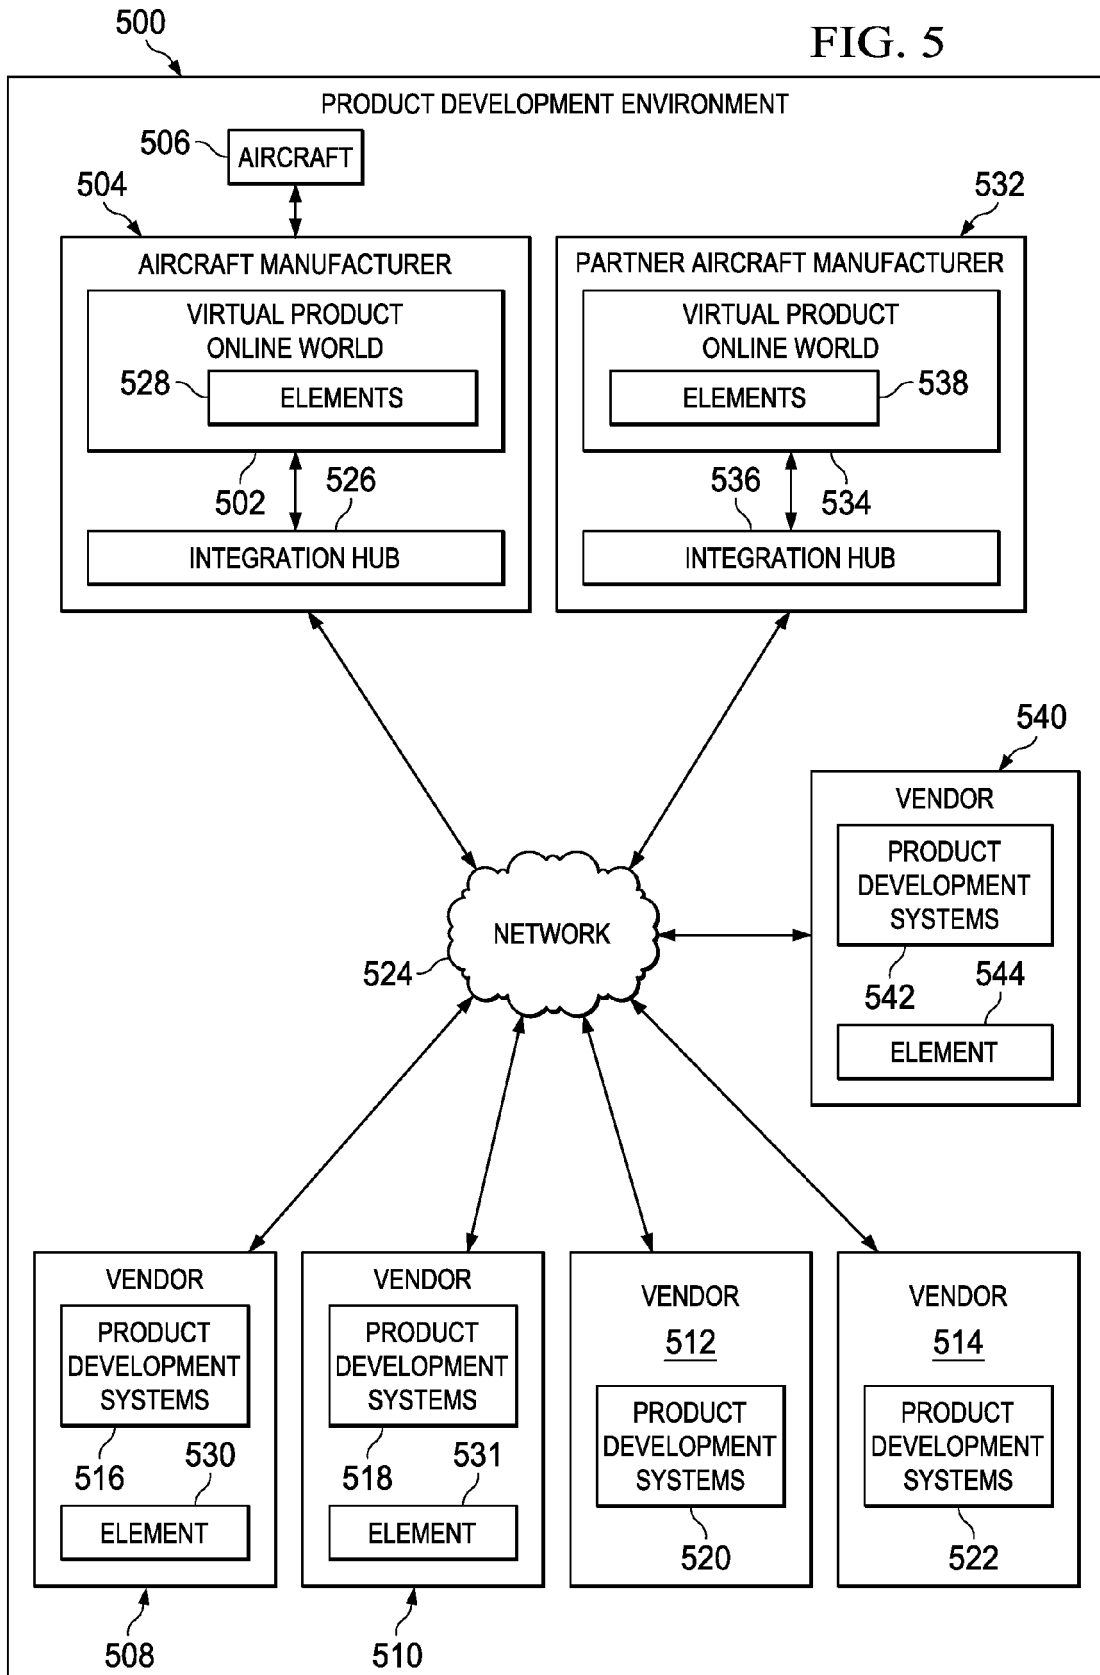 500
FIG. 5
PRODUCT DEVELOPMENT ENVIRONMENT
506
AIRCRAFT
504
532
AIRCRAFT MANUFACTURER
VIRTUAL PRODUCT
ONLINE WORLD
528
ELEMENTS
502
526
INTEGRATION HUB
PARTNER AIRCRAFT MANUFACTURER
VIRTUAL PRODUCT
ONLINE WORLD
ELEMENTS
538
536
534
INTEGRATION HUB
540
VENDOR
PRODUCT
DEVELOPMENT
SYSTEMS
542
544
ELEMENT
NETWORK
524
VENDOR
PRODUCT
DEVELOPMENT
SYSTEMS
516
530
ELEMENT
508
VENDOR
PRODUCT
DEVELOPMENT
SYSTEMS
518
531
ELEMENT
510
VENDOR
512
PRODUCT
DEVELOPMENT
SYSTEMS
520
VENDOR
514
PRODUCT
DEVELOPMENT
SYSTEMS
522